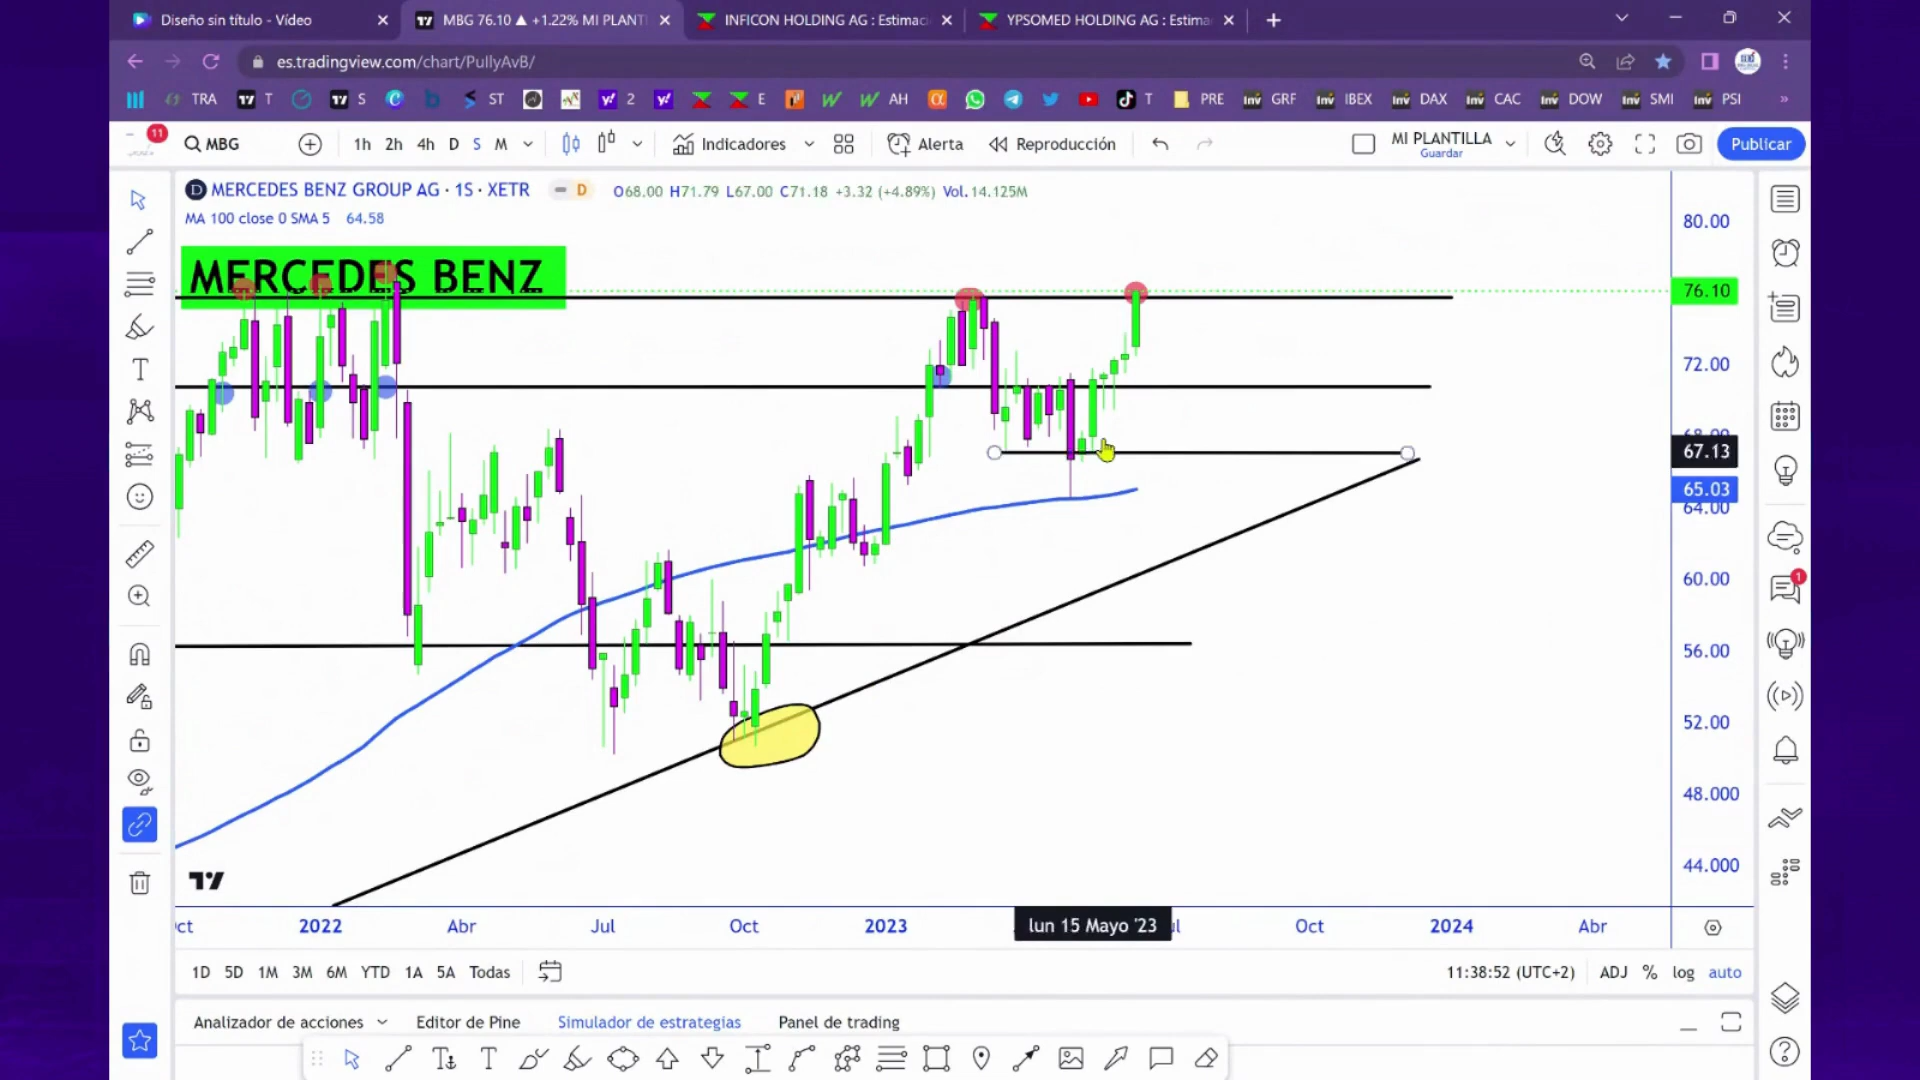 Diseño sin título - Vídeo
MBG 76.10 ▲ +1.22% MI PLANT
INFICON HOLDING AG : Estimaci
YPSOMED HOLDING AG : Estima
es.tradingview.com/chart/PullyAvB/
TRA T S ST 2 E AH T PRE GRF IBEX DAX CAC DOW SMI PSI »
11
MBG 1h 2h 4h D S M Indicadores Alerta Reproducción MI PLANTILLA Guardar Publicar
MERCEDES BENZ GROUP AG · 1S · XETR D O68.00 H71.79 L67.00 C71.18 +3.32 (+4.89%) Vol.14.125M
MA 100 close 0 SMA 5 64.58
MERCEDES BENZ
80.00
76.10
72.00
67.13
65.03
64.00
60.00
56.00
52.00
48.000
44.000
1
2022 Abr Jul Oct 2023 lun 15 Mayo '23 Oct 2024 Abr
1D 5D 1M 3M 6M YTD 1A 5A Todas 11:38:52 (UTC+2) ADJ % log auto
Analizador de acciones Editor de Pine Simulador de estrategias Panel de trading